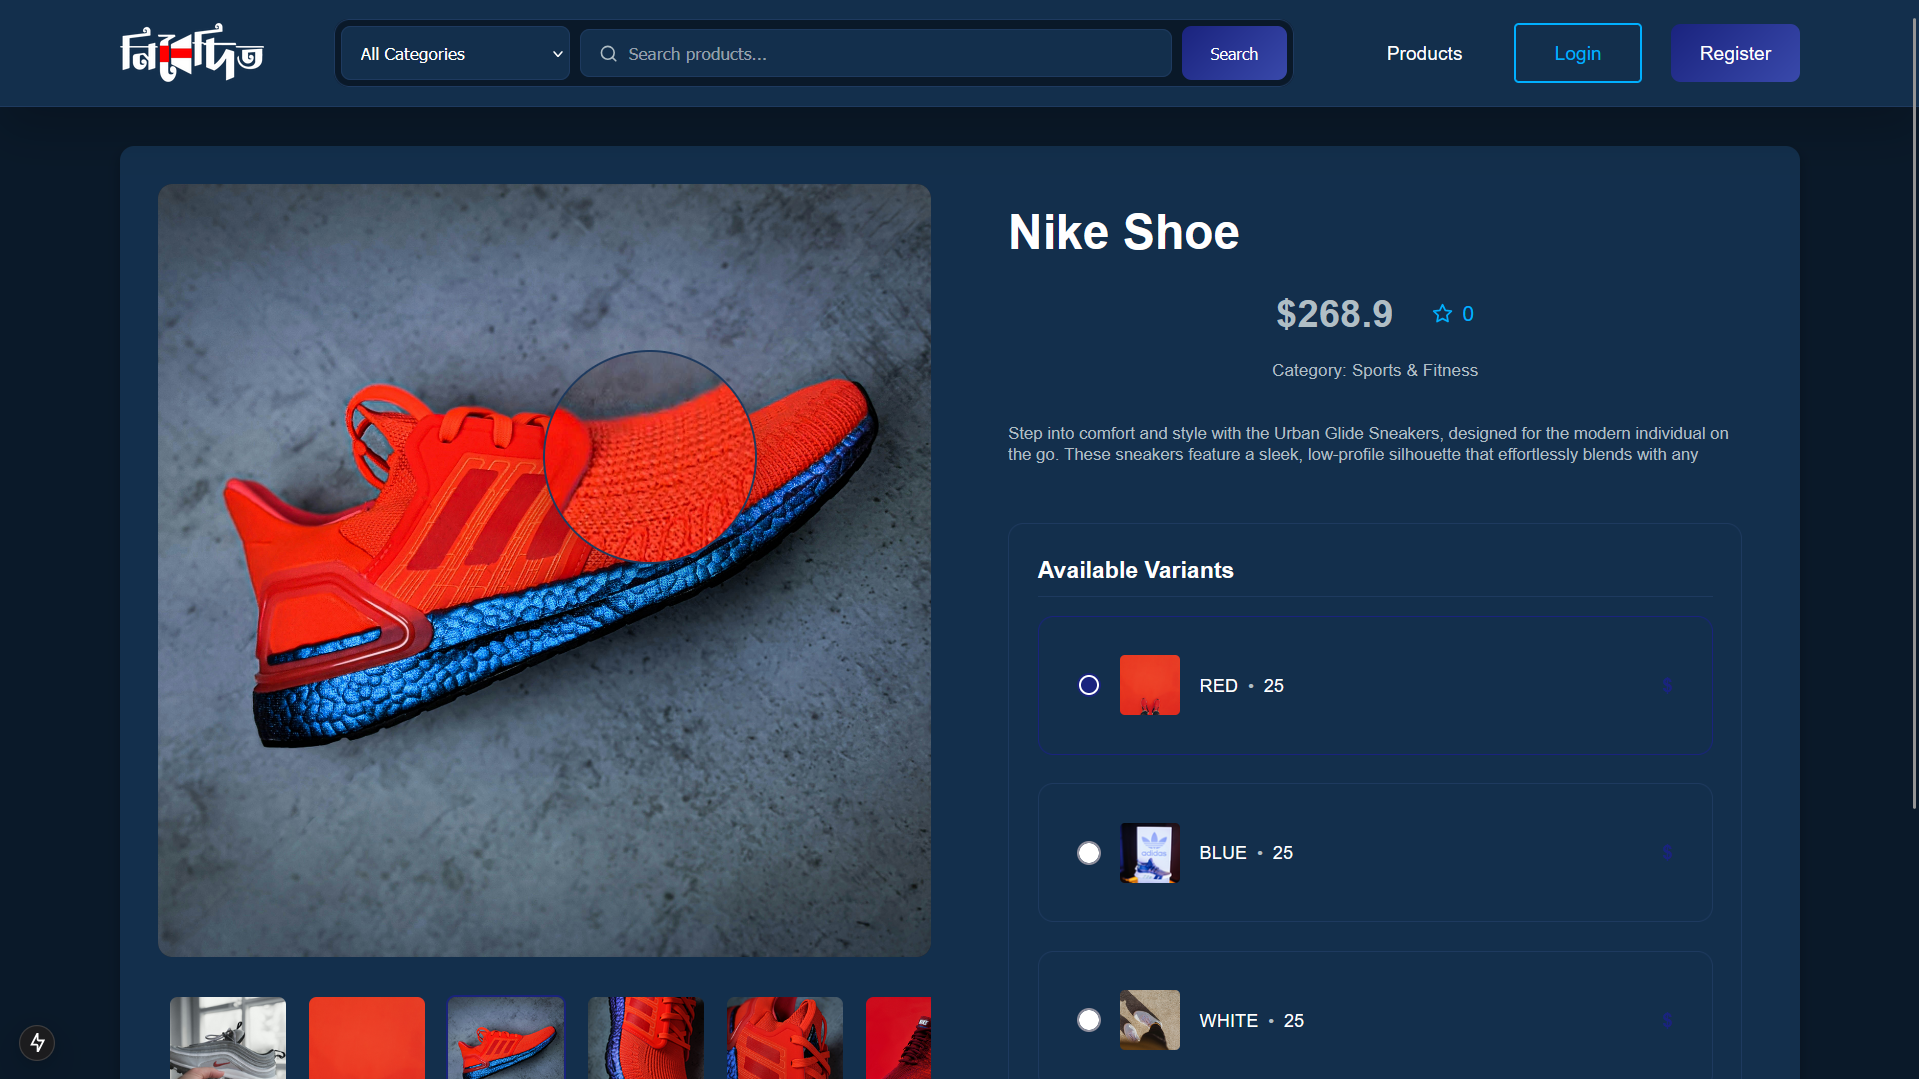 নিবেদিত
All Categories
Search products...
Search
Products
Login
Register
Nike Shoe
$268.9
0
Category: Sports & Fitness
Step into comfort and style with the Urban Glide Sneakers, designed for the modern individual on
the go. These sneakers feature a sleek, low-profile silhouette that effortlessly blends with any
Available Variants
RED • 25
BLUE • 25
adidas
WHITE • 25